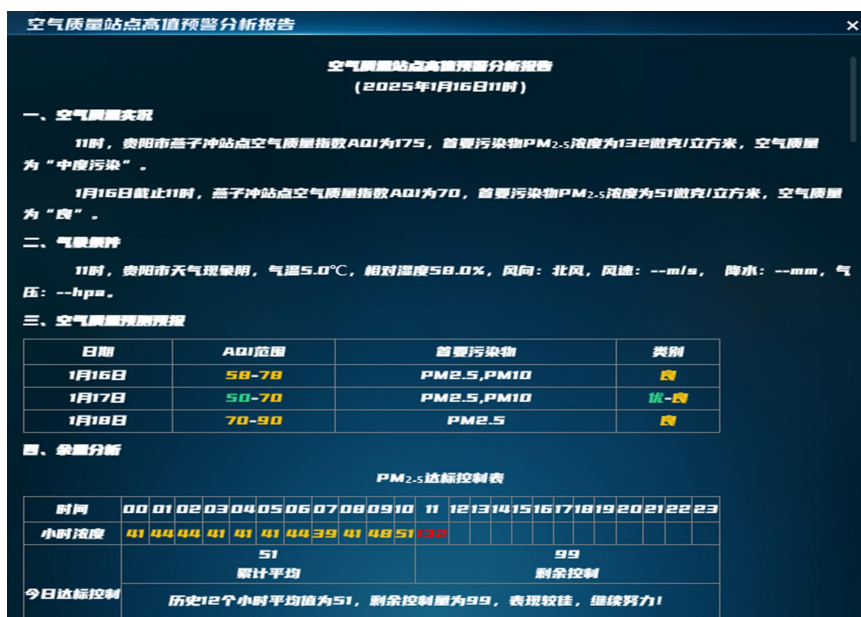 空气质量站点高值预警分析报告
×
空气质量站点高值预警分析报告
(2025年1月16日11时)
一、空气质量实况
11时，贵阳市燕子冲站点空气质量指数AQI为175，首要污染物PM2.5浓度为132微克/立方米，空气质量
为“中度污染”。
1月16日截止11时，燕子冲站点空气质量指数AQI为70，首要污染物PM2.5浓度为51微克/立方米，空气质量
为“良”。
二、气象条件
11时，贵阳市天气现象阴，气温5.0℃，相对湿度58.0%，风向：北风，风速：--m/s， 降水：--mm，气
压：--hpa。
三、空气质量预测预报
日期 AQI范围 首要污染物 类别
1月16日 58-78 PM2.5,PM10 良
1月17日 50-70 PM2.5,PM10 优-良
1月18日 70-90 PM2.5 良
四、余量分析
PM2.5达标控制表
时间 00 01 02 03 04 05 06 07 08 09 10 11 12 13 14 15 16 17 18 19 20 21 22 23
小时浓度 41 44 44 41 41 41 44 39 41 48 51 132
51 99
累计平均 剩余控制
今日达标控制
历史12个小时平均值为51，剩余控制量为99，表现较佳，继续努力！